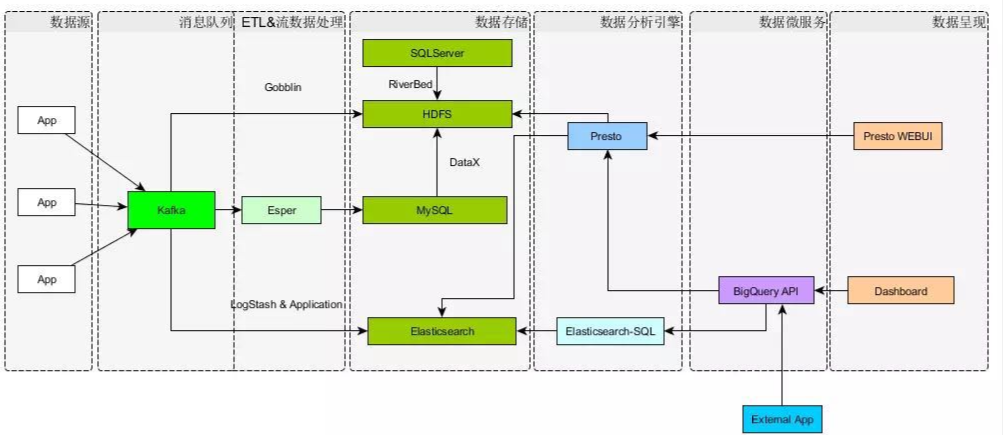 数据源
消息队列
ETL&流数据处理
数据存储
数据分析引擎
数据微服务
数据呈现
SQLServer
RiverBed
Gobblin
HDFS
App
Presto
Presto WEBUI
DataX
App
Kafka
Esper
MySQL
App
BigQuery API
Dashboard
LogStash & Application
Elasticsearch
Elasticsearch-SQL
External App